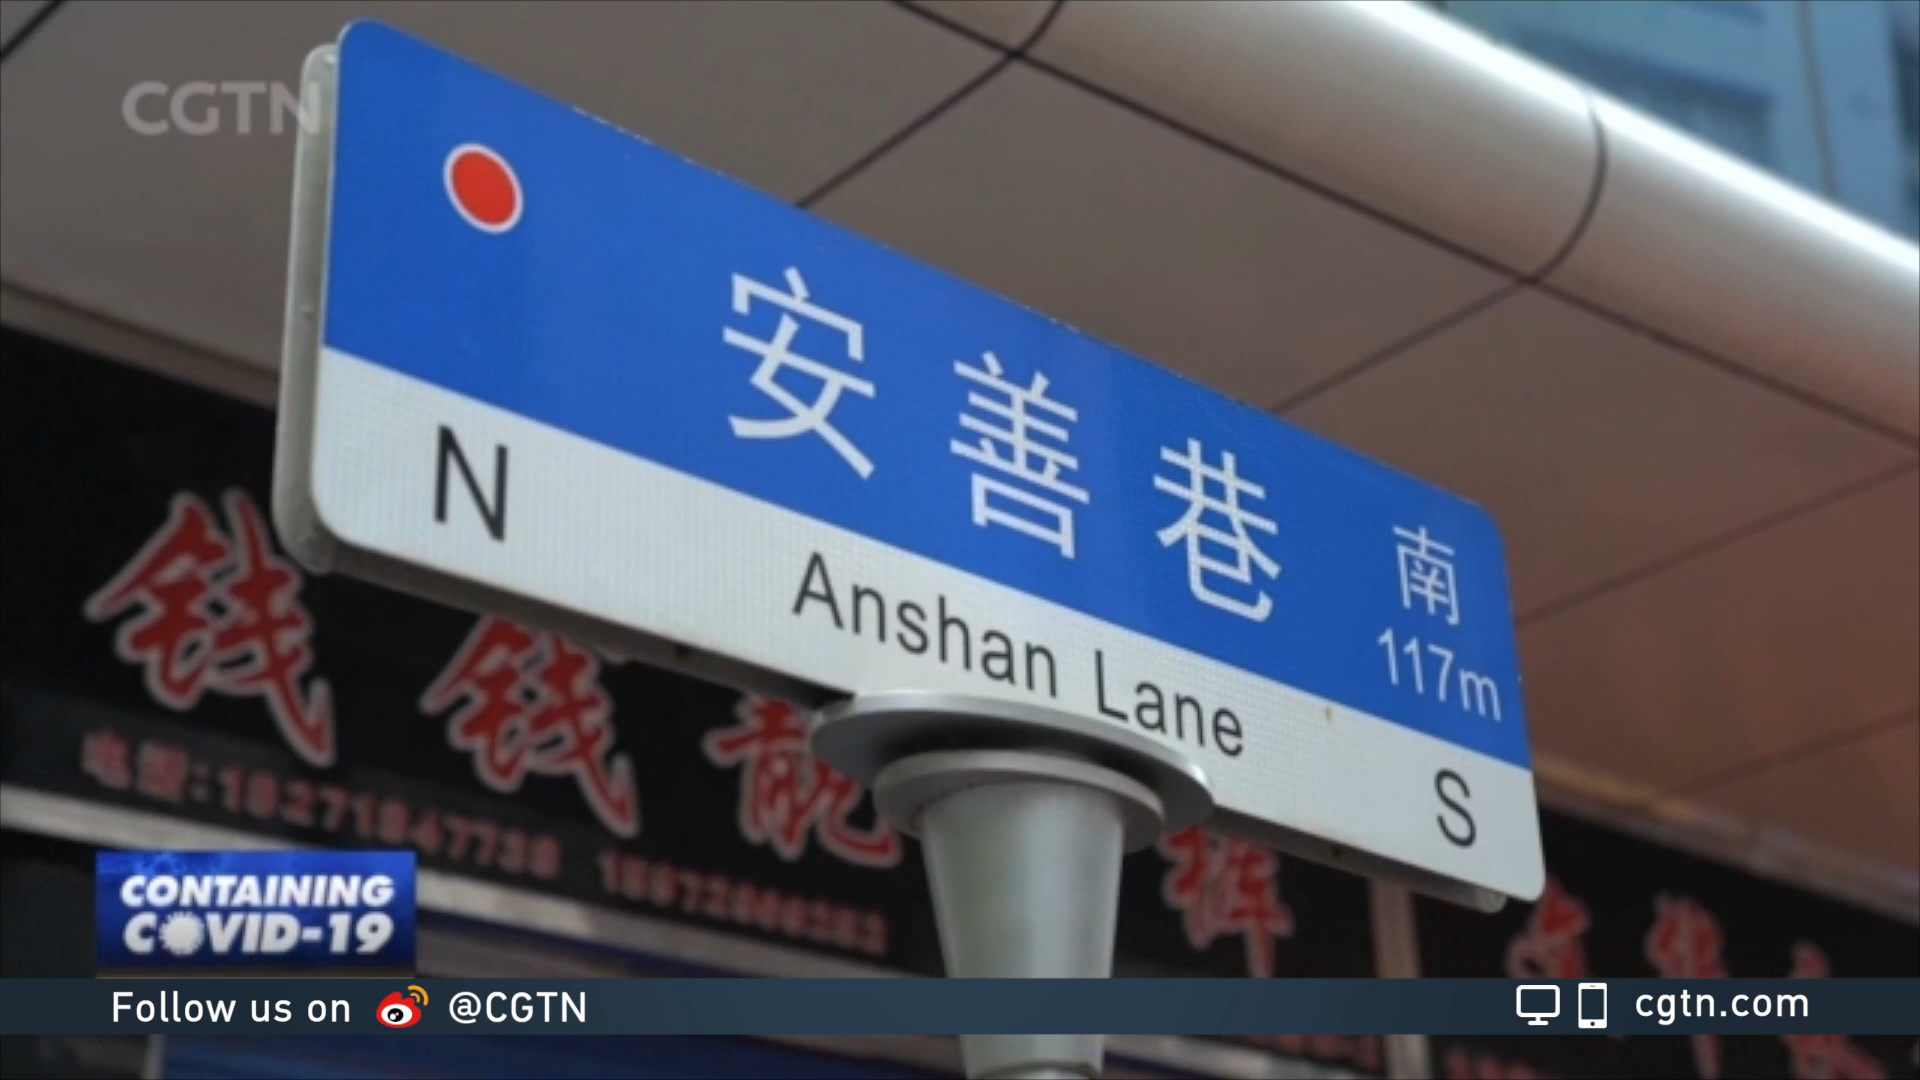 CGTN
安善巷
南
117m
N
Anshan Lane
S
钱钱龍
CONTAINING
COVID-19
Follow us on @CGTN
cgtn.com